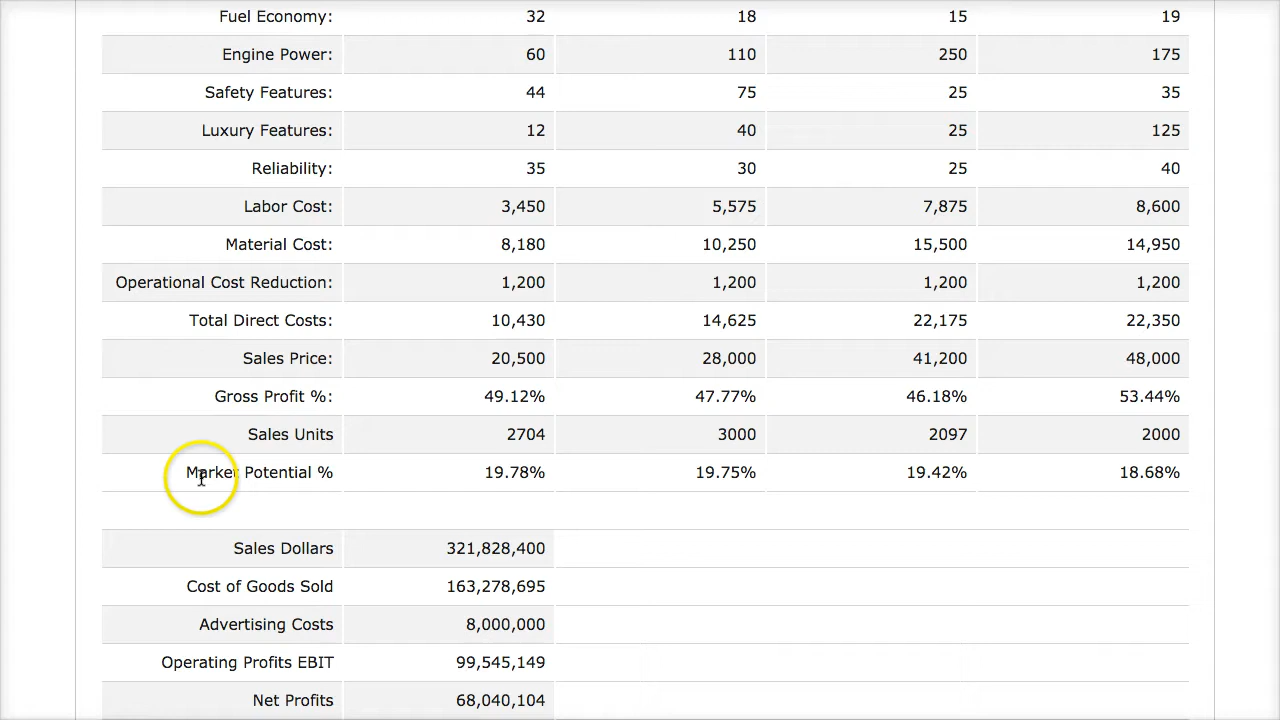 Fuel Economy: 32 18 15 19
Engine Power: 60 110 250 175
Safety Features: 44 75 25 35
Luxury Features: 12 40 25 125
Reliability: 35 30 25 40
Labor Cost: 3,450 5,575 7,875 8,600
Material Cost: 8,180 10,250 15,500 14,950
Operational Cost Reduction: 1,200 1,200 1,200 1,200
Total Direct Costs: 10,430 14,625 22,175 22,350
Sales Price: 20,500 28,000 41,200 48,000
Gross Profit %: 49.12% 47.77% 46.18% 53.44%
Sales Units 2704 3000 2097 2000
Market Potential % 19.78% 19.75% 19.42% 18.68%
Sales Dollars 321,828,400
Cost of Goods Sold 163,278,695
Advertising Costs 8,000,000
Operating Profits EBIT 99,545,149
Net Profits 68,040,104